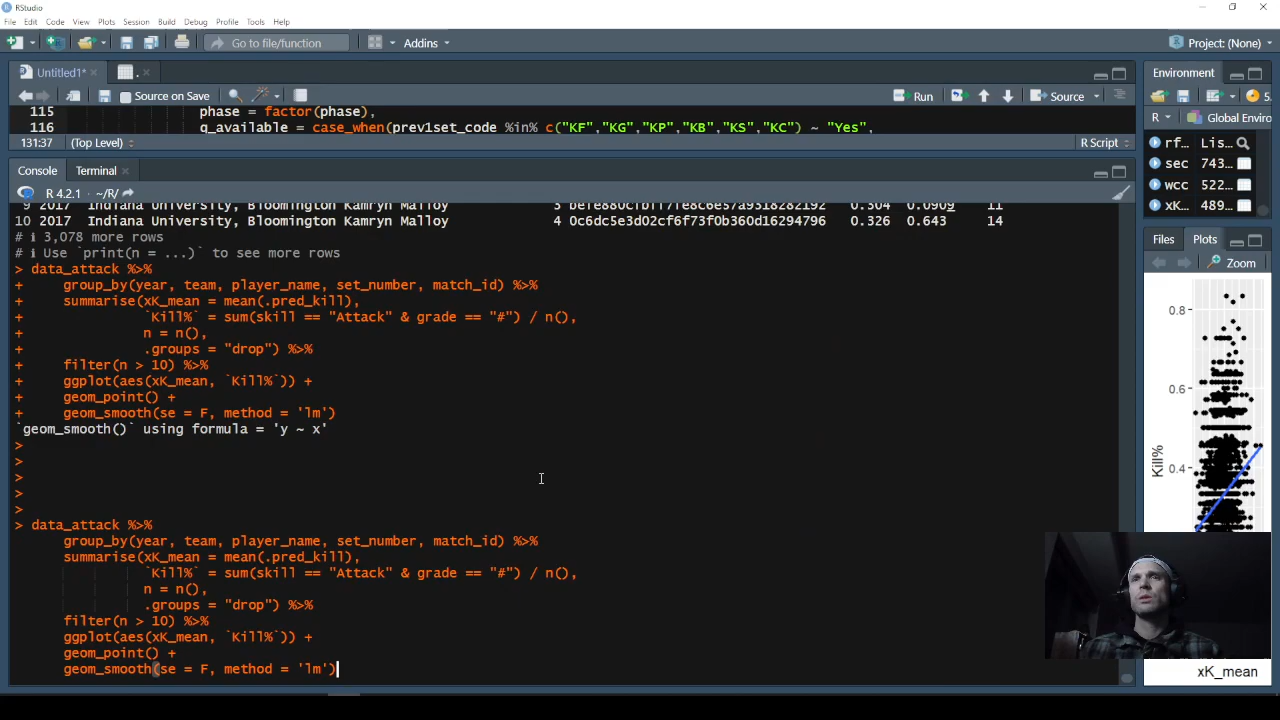 RStudio
File Edit Code View Plots Session Build Debug Profile Tools Help
Go to file/function Addins Project: (None)
Untitled1* .
Source on Save Run Source
115 phase = factor(phase),
116 g_available = case_when(prev1set_code %in% c("KF","KG","KP","KB","KS","KC") ~ "Yes",
131:37 (Top Level) R Script
Console Terminal
R 4.2.1 · ~/R/
9 2017 Indiana University, Bloomington Kamryn Malloy
10 2017 Indiana University, Bloomington Kamryn Malloy 4 0c6dc5e3d02cf6f73f0b360d16294796 0.326 0.643 14
# ℹ 3,078 more rows
# ℹ Use `print(n = ...)` to see more rows
> data_attack %>%
+ group_by(year, team, player_name, set_number, match_id) %>%
+ summarise(xK_mean = mean(.pred_kill),
+ `Kill%` = sum(skill == "Attack" & grade == "#") / n(),
+ n = n(),
+ .groups = "drop") %>%
+ filter(n > 10) %>%
+ ggplot(aes(xK_mean, `Kill%`)) +
+ geom_point() +
+ geom_smooth(se = F, method = 'lm')
`geom_smooth()` using formula = 'y ~ x'
>
>
>
>
>
> data_attack %>%
group_by(year, team, player_name, set_number, match_id) %>%
summarise(xK_mean = mean(.pred_kill),
`Kill%` = sum(skill == "Attack" & grade == "#") / n(),
n = n(),
.groups = "drop") %>%
filter(n > 10) %>%
ggplot(aes(xK_mean, `Kill%`)) +
geom_point() +
geom_smooth(se = F, method = 'lm')
Environment
5
R Global Enviro
rf... Lis...
sec 743...
wcc 522...
xK... 489...
Files Plots
Zoom
0.8
0.6
0.4
Kill%
xK_mean